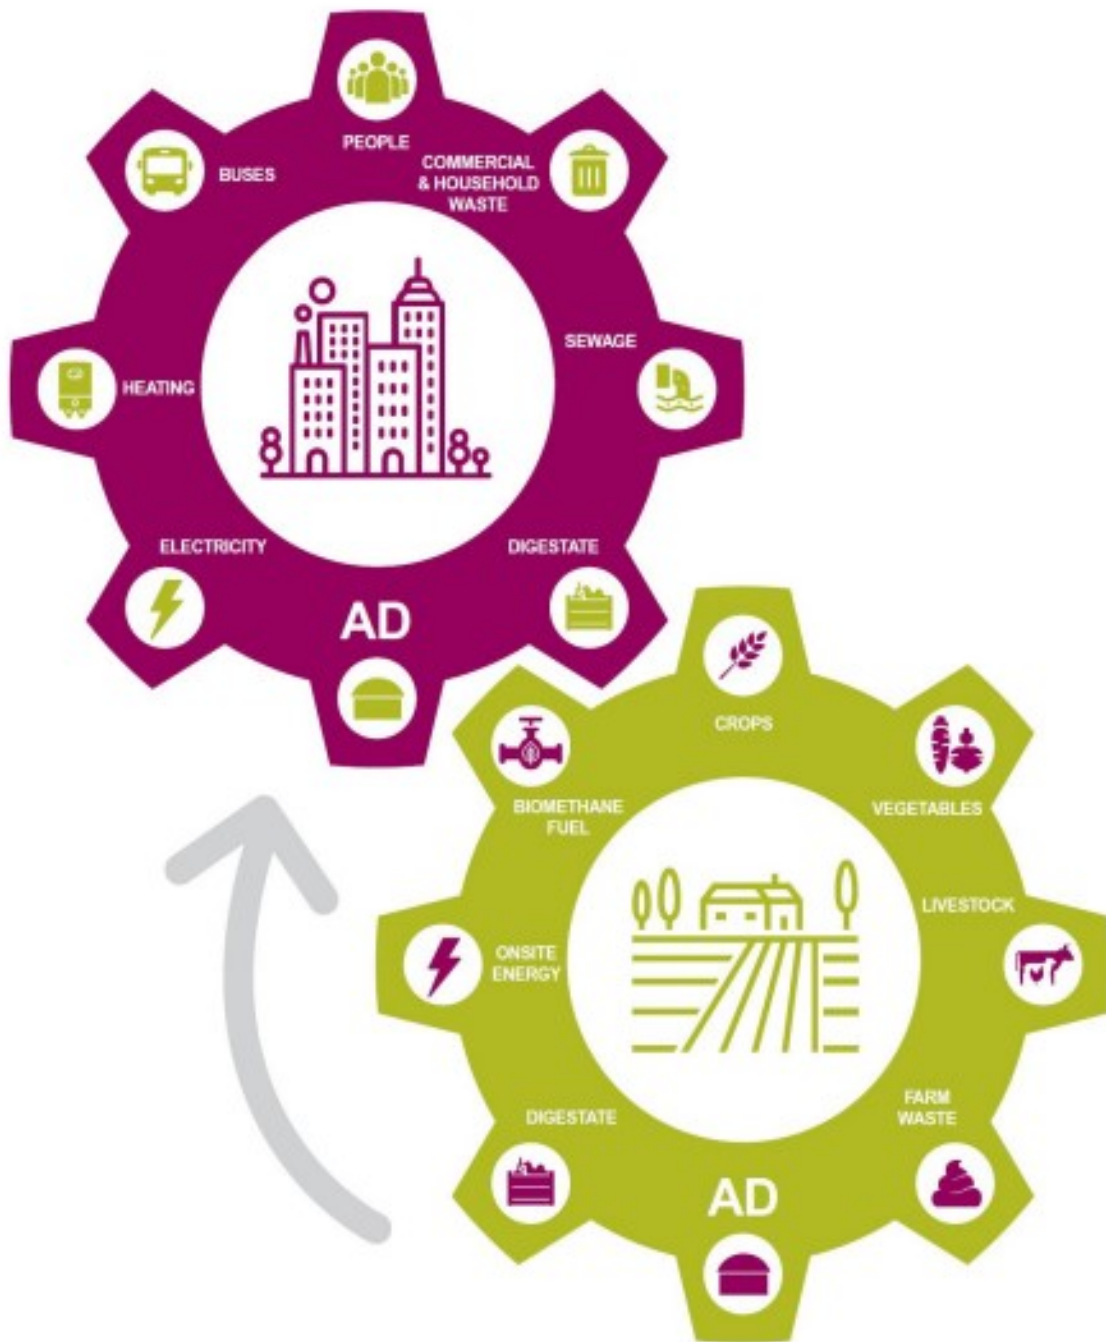 PEOPLE
BUSES
COMMERCIAL
& HOUSEHOLD
WASTE
SEWAGE
HEATING
ELECTRICITY
DIGESTATE
AD
CROPS
BIOMETHANE
FUEL
VEGETABLES
LIVESTOCK
ONSITE
ENERGY
FARM
WASTE
DIGESTATE
AD